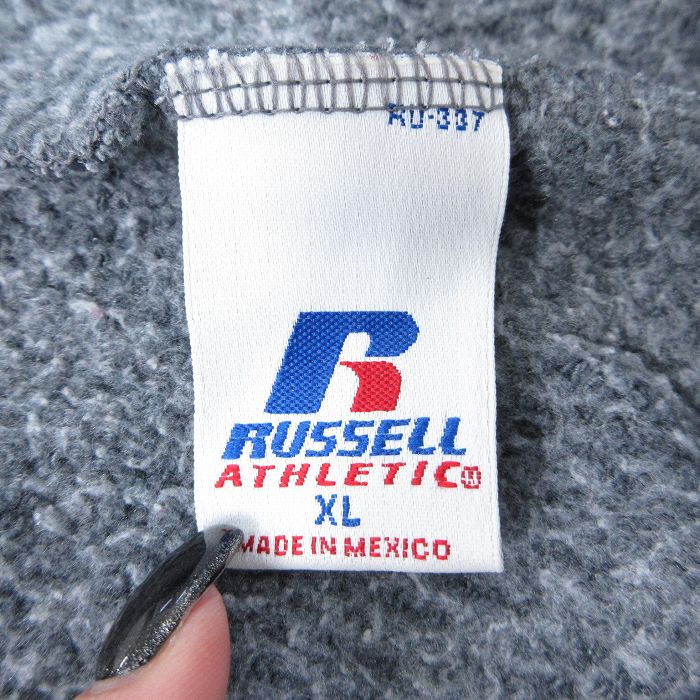 RU-337
RUSSELL
ATHLETIC
XL
MADE IN MEXICO